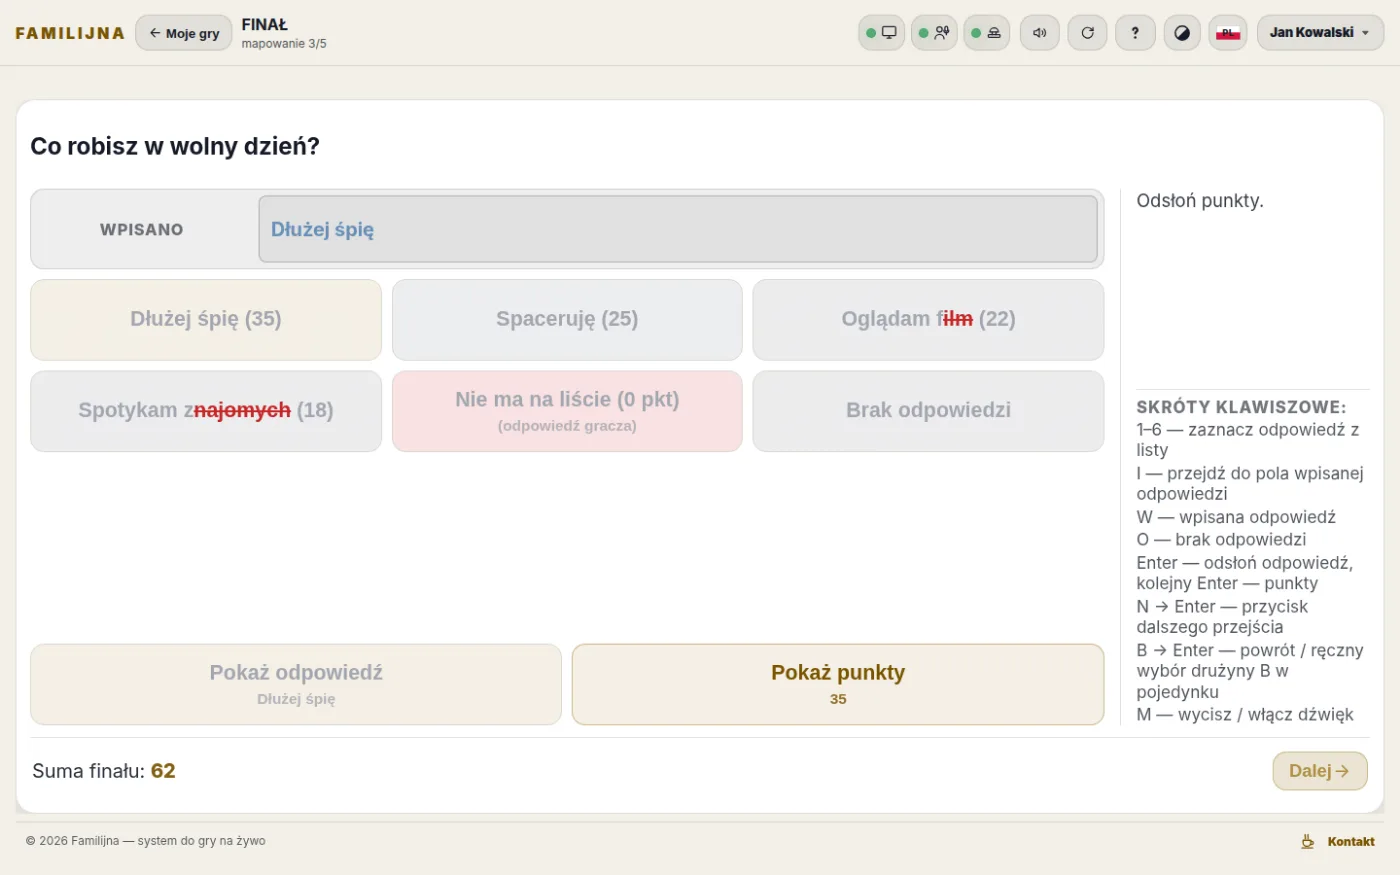 FAMILIJNA
← Moje gry
FINAŁ
mapowanie 3/5
?
PL
Jan Kowalski
Co robisz w wolny dzień?
WPISANO
Dłużej śpię
Dłużej śpię (35)
Spaceruję (25)
Oglądam film (22)
Spotykam znajomych (18)
Nie ma na liście (0 pkt)
(odpowiedź gracza)
Brak odpowiedzi
Pokaż odpowiedź
Dłużej śpię
Pokaż punkty
35
Odsłoń punkty.
SKRÓTY KLAWISZOWE:
1–6 — zaznacz odpowiedź z
listy
I — przejdź do pola wpisanej
odpowiedzi
W — wpisana odpowiedź
O — brak odpowiedzi
Enter — odsłoń odpowiedź,
kolejny Enter — punkty
N → Enter — przycisk
dalszego przejścia
B → Enter — powrót / ręczny
wybór drużyny B w
pojedynku
M — wycisz / włącz dźwięk
Suma finału: 62
Dalej →
© 2026 Familijna — system do gry na żywo
Kontakt